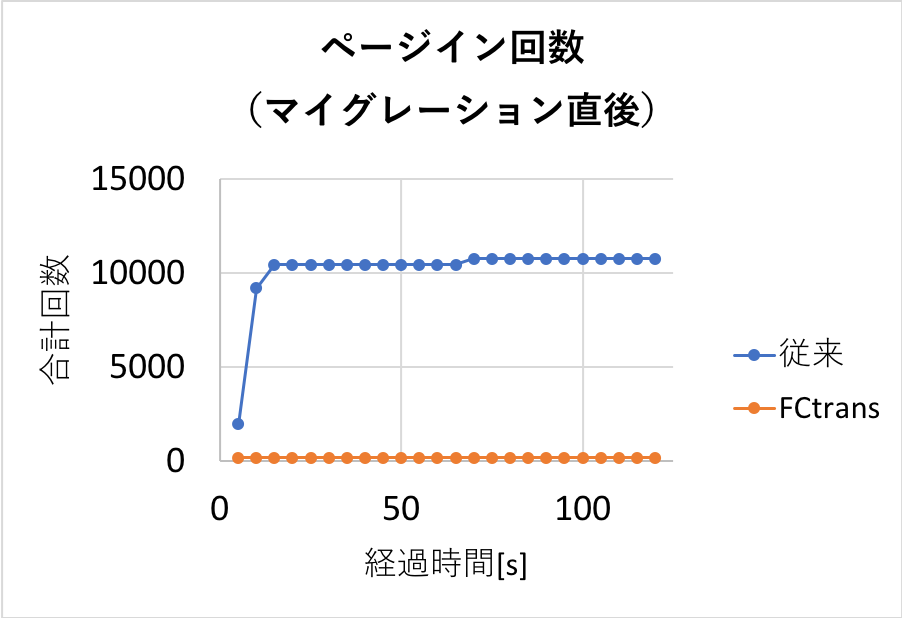 ページイン回数
（マイグレーション直後）
15000
10000
5000
0
合計回数
0 50 100
経過時間[s]
従来
FCtrans